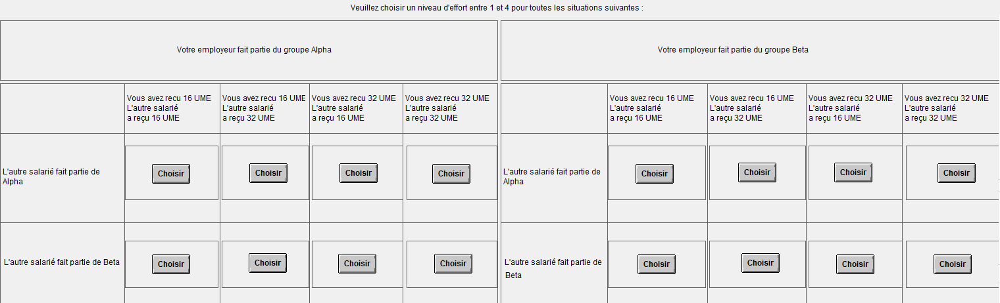 Veuillez choisir un niveau d'effort entre 1 et 4 pour toutes les situations suivantes :
Votre employeur fait partie du groupe Alpha
Votre employeur fait partie du groupe Beta
Vous avez recu 16 UME
L'autre salarié
a reçu 16 UME
Vous avez recu 16 UME
L'autre salarié
a reçu 32 UME
Vous avez recu 32 UME
L'autre salarié
a reçu 16 UME
Vous avez recu 32 UME
L'autre salarié
a reçu 32 UME
Vous avez recu 16 UME
L'autre salarié
a reçu 16 UME
Vous avez recu 16 UME
L'autre salarié
a reçu 32 UME
Vous avez recu 32 UME
L'autre salarié
a reçu 16 UME
Vous avez recu 32 UME
L'autre salarié
a reçu 32 UME
L'autre salarié fait partie de
Alpha
Choisir
Choisir
Choisir
Choisir
L'autre salarié fait partie de
Alpha
Choisir
Choisir
Choisir
Choisir
L'autre salarié fait partie de Beta
Choisir
Choisir
Choisir
Choisir
L'autre salarié fait partie de
Beta
Choisir
Choisir
Choisir
Choisir